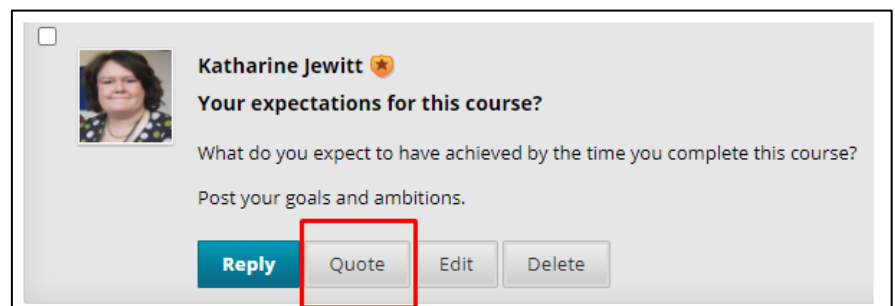 Katharine Jewitt
Your expectations for this course?
What do you expect to have achieved by the time you complete this course?
Post your goals and ambitions.
Reply Quote Edit Delete